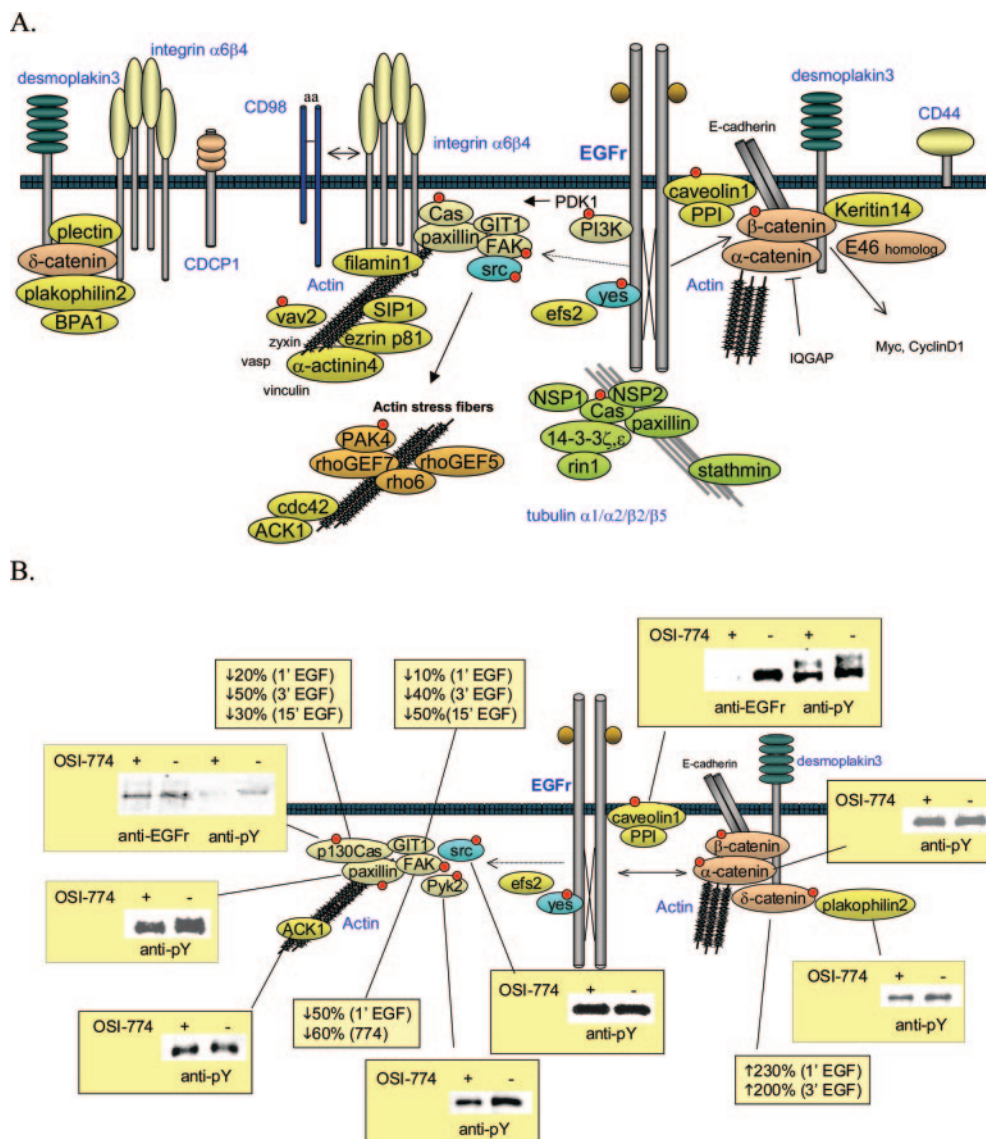 A.
integrin α6β4
desmoplakin3
CD98
aa
integrin α6β4
EGFr
E-cadherin
desmoplakin3
CD44
plectin
δ-catenin
plakophilin2
BPA1
CDCP1
Cas
paxillin
GIT1
FAK
src
PDK1
PI3K
caveolin1
PPI
β-catenin
α-catenin
Keritin14
E46 homolog
filamin1
Actin
vav2
SIP1
zyxin
ezrin p81
vasp
α-actinin4
vinculin
efs2
yes
Actin
IQGAP
Myc, CyclinD1
Actin stress fibers
PAK4
rhoGEF7
rhoGEF5
rho6
cdc42
ACK1
NSP1
NSP2
Cas
paxillin
14-3-3ζ,ε
rin1
stathmin
tubulin α1/α2/β2/β5
B.
OSI-774 + - + -
anti-EGFr anti-pY
↓20% (1' EGF)
↓50% (3' EGF)
↓30% (15' EGF)
↓10% (1' EGF)
↓40% (3' EGF)
↓50%(15' EGF)
OSI-774 + - + -
anti-EGFr anti-pY
EGFr
E-cadherin
desmoplakin3
OSI-774
+ -
anti-pY
caveolin1
PPI
p130Cas
GIT1
src
paxillin
FAK
Pyk2
efs2
yes
β-catenin
α-catenin
δ-catenin
plakophilin2
Actin
ACK1
Actin
OSI-774 + -
anti-pY
OSI-774 + -
anti-pY
↓50% (1' EGF)
↓60% (774)
OSI-774 + -
anti-pY
OSI-774 + -
anti-pY
OSI-774 + -
anti-pY
↑230% (1' EGF)
↑200% (3' EGF)